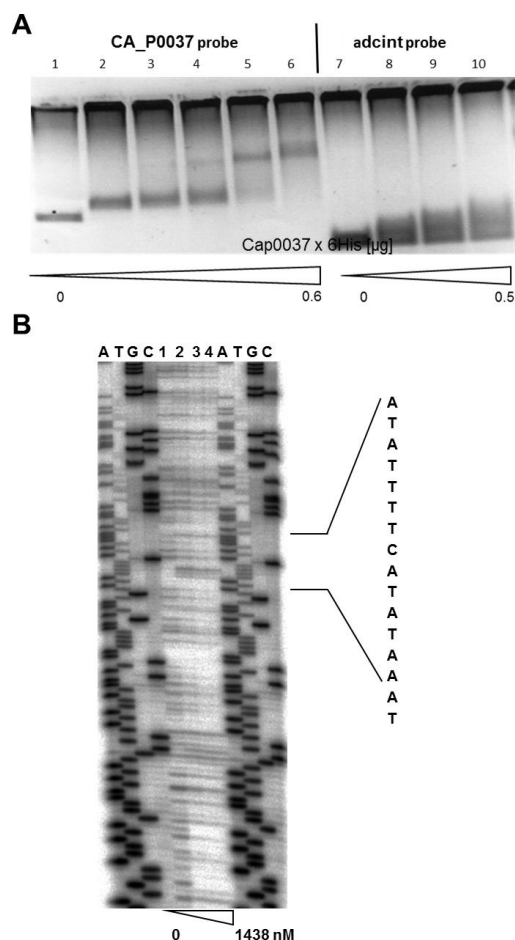 A
CA_P0037 probe adcint probe
1 2 3 4 5 6 7 8 9 10
Cap0037 x 6His [µg]
0 0.6 0 0.5
B
A T G C 1 2 3 4 A T G C
A
T
A
T
T
T
T
C
A
T
A
T
A
A
A
T
0 1438 nM